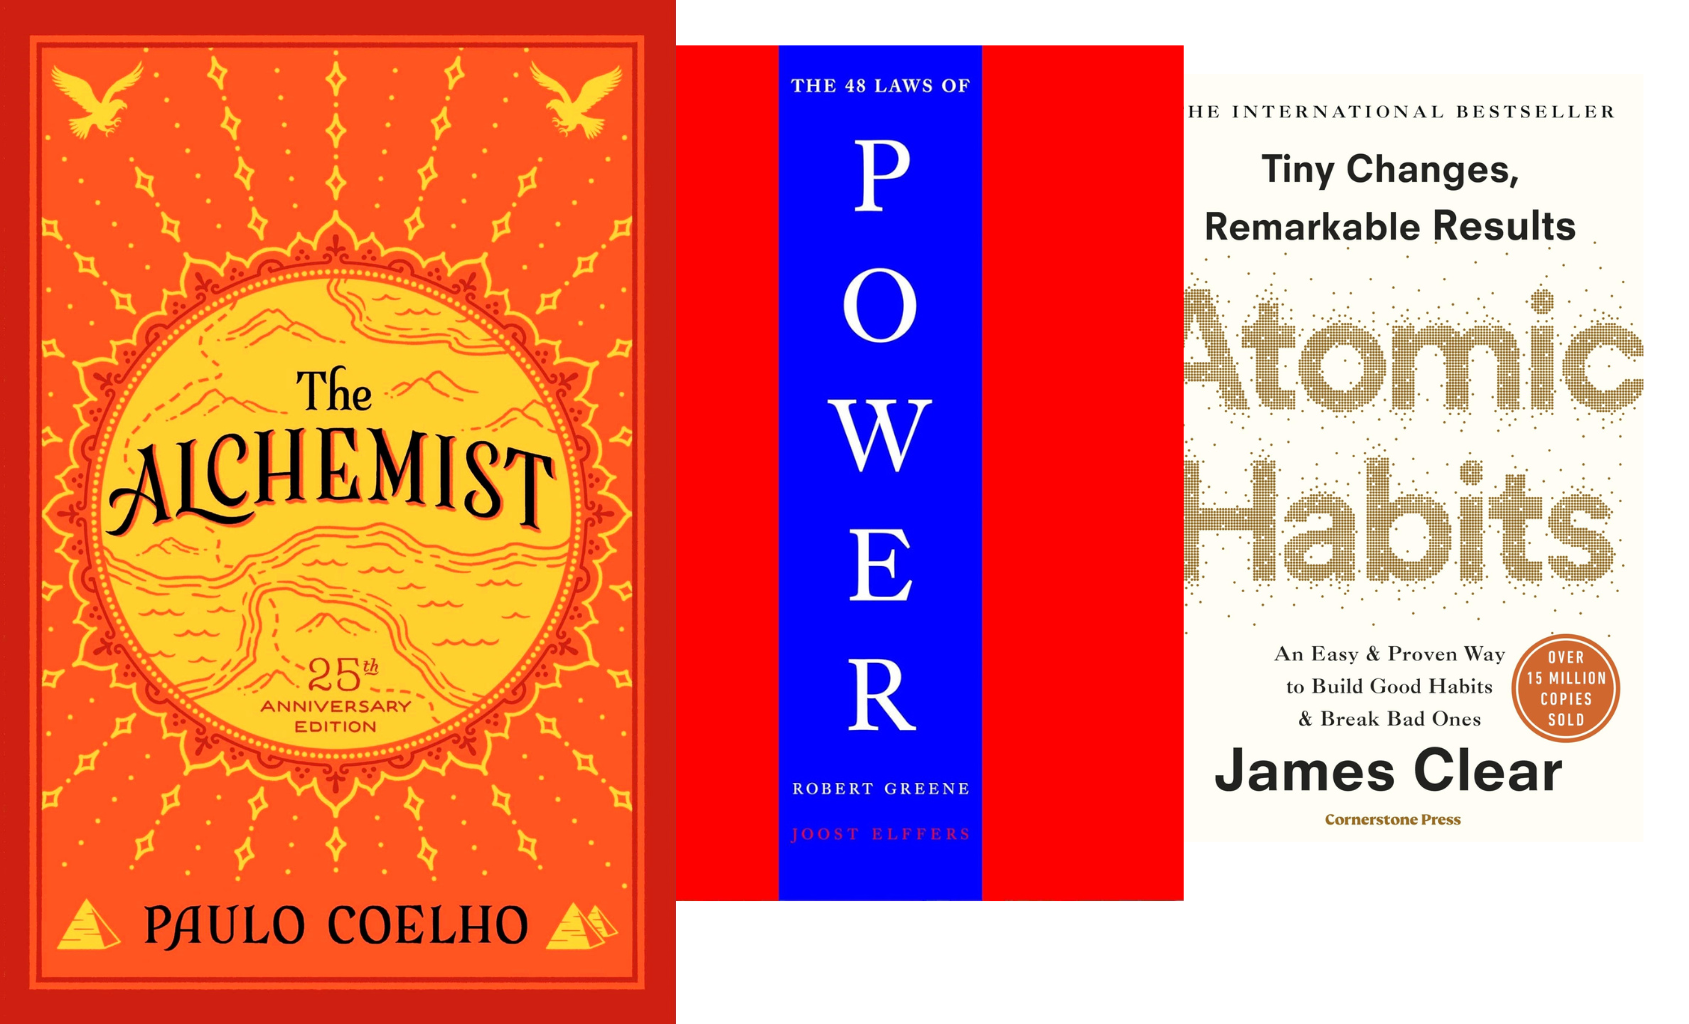 The
ALCHEMIST
25th
ANNIVERSARY
EDITION
PAULO COELHO
THE 48 LAWS OF
P
O
W
E
R
ROBERT GREENE
JOOST ELFFERS
HE INTERNATIONAL BESTSELLER
Tiny Changes,
Remarkable Results
Atomic
Habits
An Easy & Proven Way
to Build Good Habits
& Break Bad Ones
OVER
15 MILLION
COPIES
SOLD
James Clear
Cornerstone Press